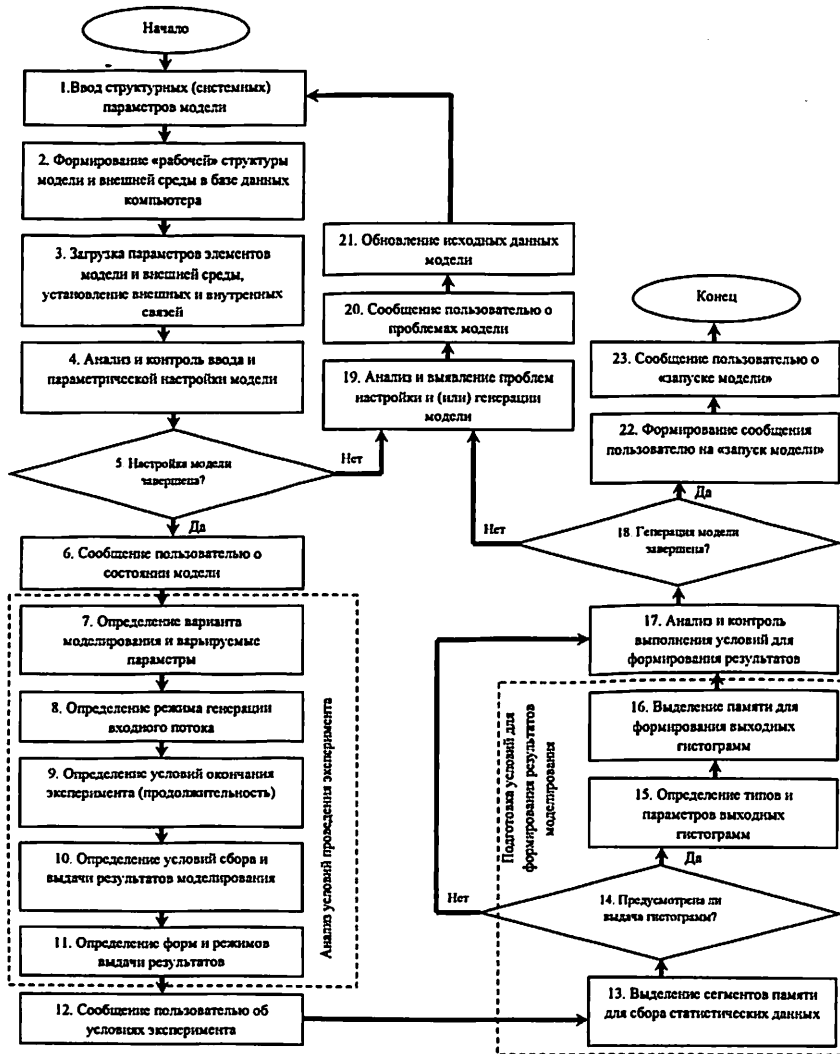 Начало
1.Ввод структурных (системных)
параметров модели
2. Формирование «рабочей» структуры
модели и внешней среды в базе данных
компьютера
3. Загрузка параметров элементов
модели и внешней среды,
установление внешных и внутренных
связей
4. Анализ и контроль ввода и
параметрической настройки модели
5 Настройка модели
завершена?
Нет
Да
6. Сообщение пользователю о
состоянии модели
7. Определение варианта
моделирования и варьируемые
параметры
8. Определение режима генерации
входного потока
9. Определение условий окончания
эксперимента (продолжительность)
10. Определение условий сбора и
выдачи результатов моделирования
11. Определение форм и режимов
выдачи результатов
Анализ условий проведения эксперимента
12. Сообщение пользователю об
условиях эксперимента
21. Обновление исходных данных
модели
20. Сообщение пользователю о
проблемах модели
19. Анализ и выявление проблем
настройки и (или) генерации
модели
Конец
23. Сообщение пользователю о
«запуске модели»
22. Формирование сообщения
пользователю на «запуск модели»
Да
Нет
18. Генерация модели
завершена?
17. Анализ и контроль
выполнения условий для
формирования результатов
16. Выделение памяти для
формирования выходных
гистограмм
15. Определение типов и
параметров выходных
гистограмм
Подготовка условий для
формирования результатов
моделирования
Да
Нет
14. Предусмотрена ли
выдача гистограмм?
13. Выделение сегментов памяти
для сбора статистических данных